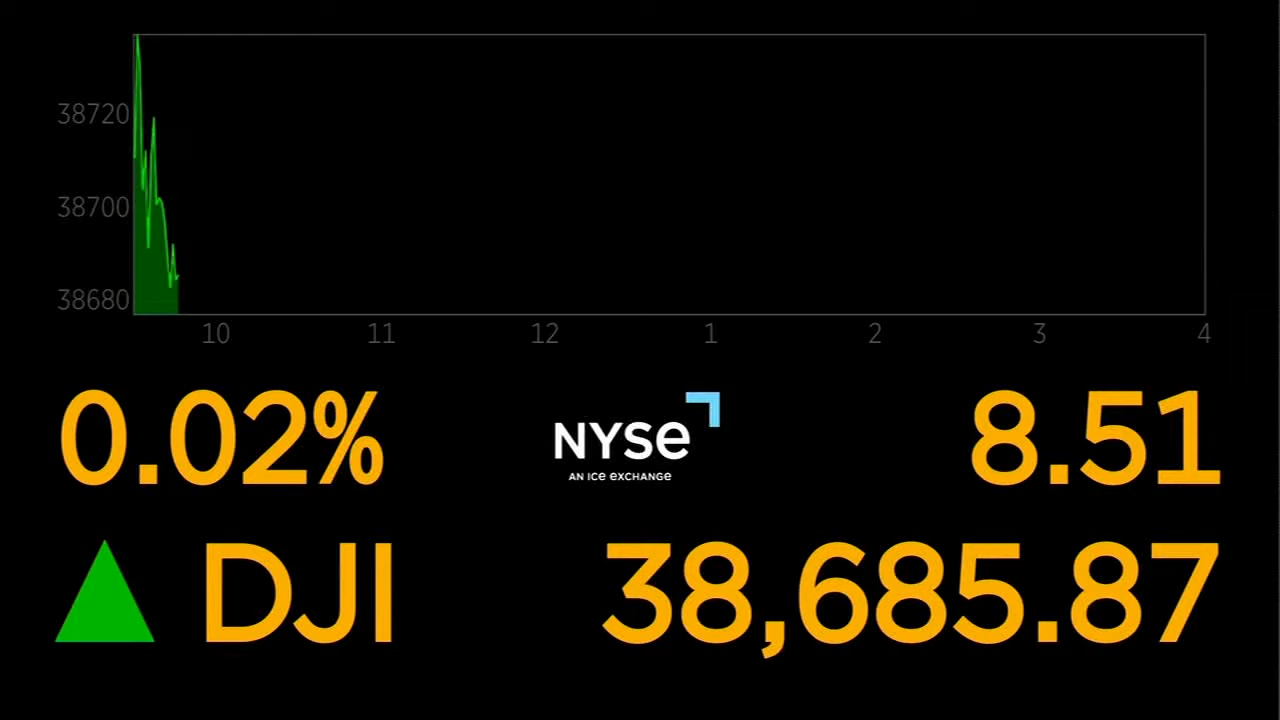 38720
38700
38680
10 11 12 1 2 3 4
0.02% NYSE 8.51
AN ICE EXCHANGE
DJI 38,685.87